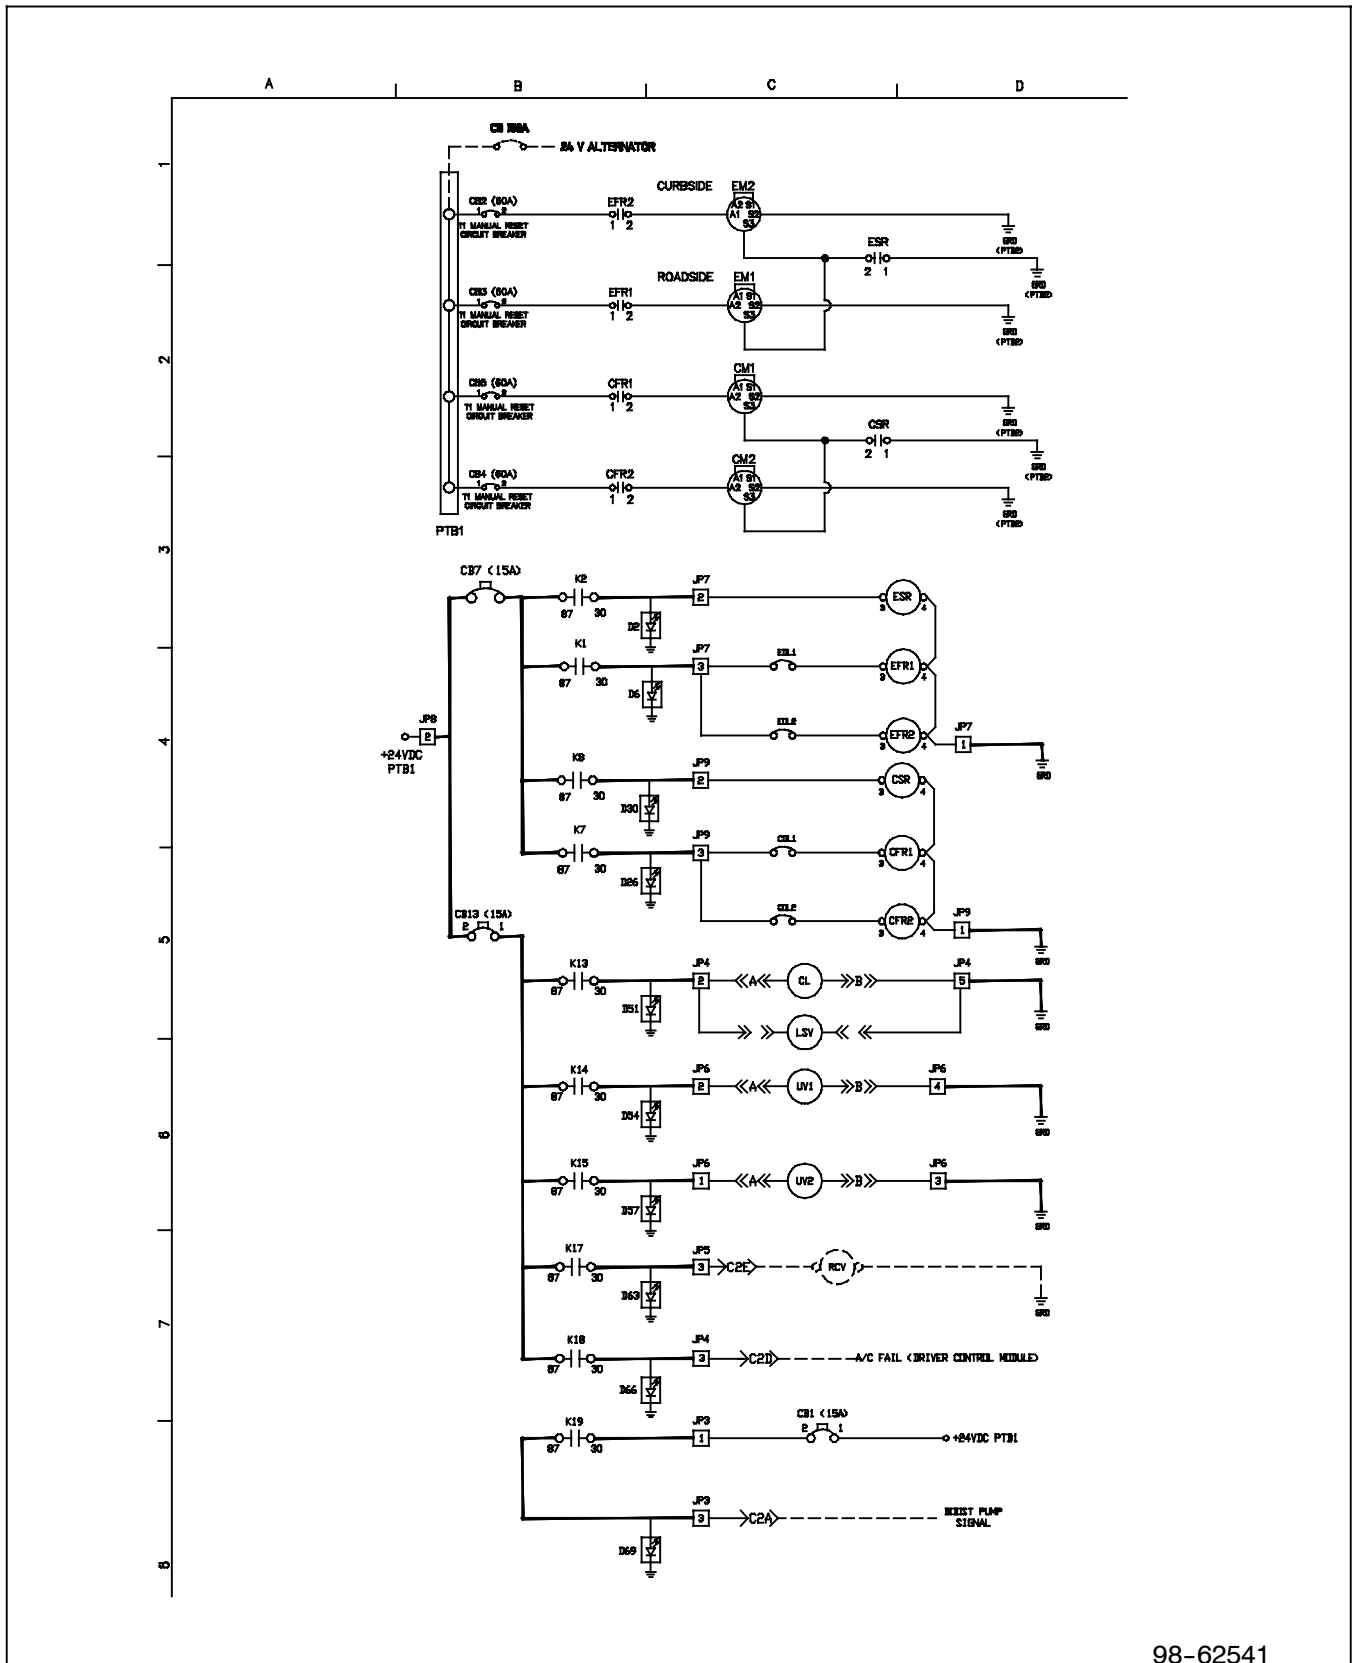 A B C D
1
24 V ALTERNATOR
CURBSIDE EM2
CB2 (60A) EFR2 A2 S1
1 2 A1 S2
T1 MANUAL RESET 1 2 S3 GRD
CIRCUIT BREAKER ESR (PTB2)
2 1
ROADSIDE EM1 GRD
CB3 (60A) EFR1 A1 S1 (PTB2)
1 2 A2 S2
T1 MANUAL RESET 1 2 S3 GRD
CIRCUIT BREAKER (PTB2)
2
CM1
CB5 (60A) CFR1 A1 S1
1 2 A2 S2
T1 MANUAL RESET 1 2 S3 GRD
CIRCUIT BREAKER CSR (PTB2)
2 1
CM2 GRD
CB4 (60A) CFR2 A1 S1 (PTB2)
1 2 A2 S2
T1 MANUAL RESET 1 2 S3 GRD
CIRCUIT BREAKER (PTB2)
PTB1
3
CB7 (15A) K2 JP7
2 ESR
87 30 D2 3 4
K1 JP7
3 EFR1
87 30 D6 3 4
JP8 EFR2 JP7
4 2 3 4 1
+24VDC K8 JP9 GRD
PTB1 2 CSR
87 30 D30 3 4
K7 JP9
3 CFR1
87 30 D26 3 4
CB13 (15A) CFR2 JP9
2 1 3 4 1
5 GRD
K13 JP4 JP4
2 A CL B 5
87 30 D51
LSV GRD
K14 JP6 JP6
2 A UV1 B 4
87 30 D54
6 GRD
K15 JP6 JP6
1 A UV2 B 3
87 30 D57
GRD
K17 JP5
3 C2E RCV
87 30 D63
7 GRD
K18 JP4
3 C2D A/C FAIL (DRIVER CONTROL MODULE)
87 30 D66
K19 JP3 CB1 (15A)
2 1
1 +24VDC PTB1
87 30
JP3
3 C2A BOOST PUMP
SIGNAL
D69
8
98-62541